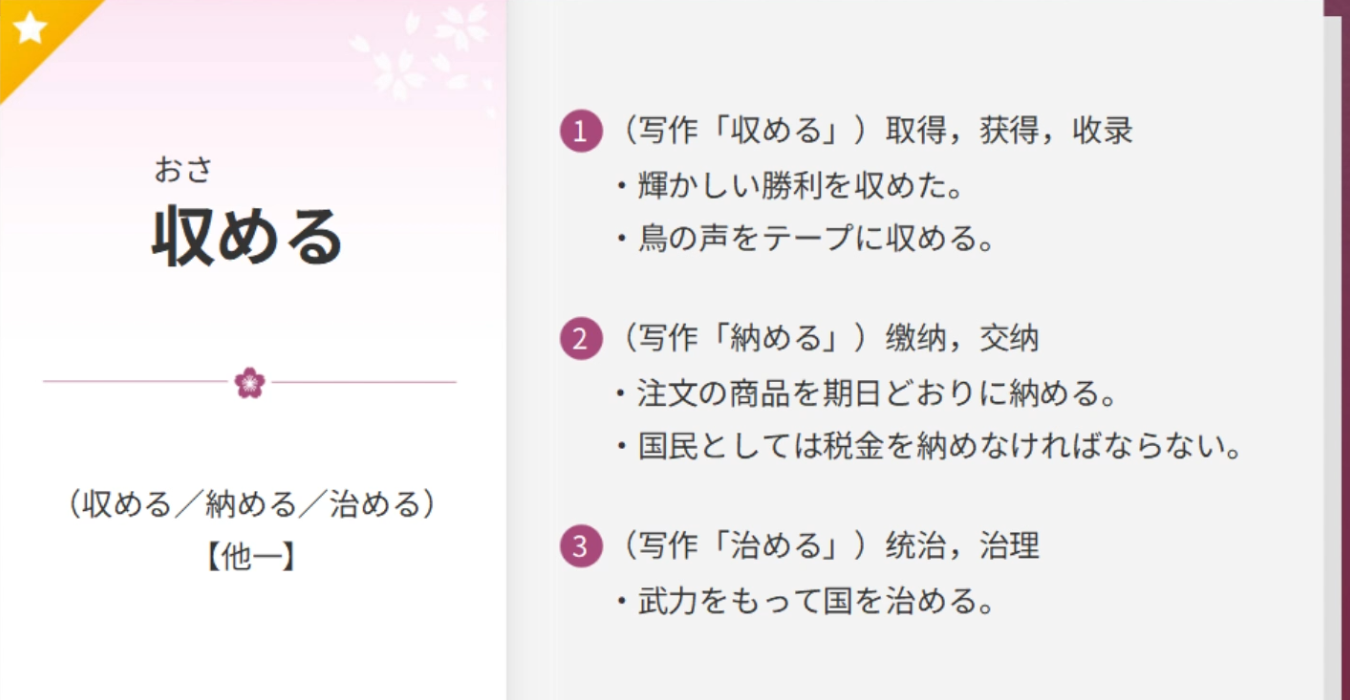 おさ
収める
（収める／納める／治める）
【他一】
1（写作「収める」）取得，获得，收录
・輝かしい勝利を収めた。
・鳥の声をテープに収める。
2（写作「納める」）缴纳，交纳
・注文の商品を期日どおりに納める。
・国民としては税金を納めなければならない。
3（写作「治める」）统治，治理
・武力をもって国を治める。